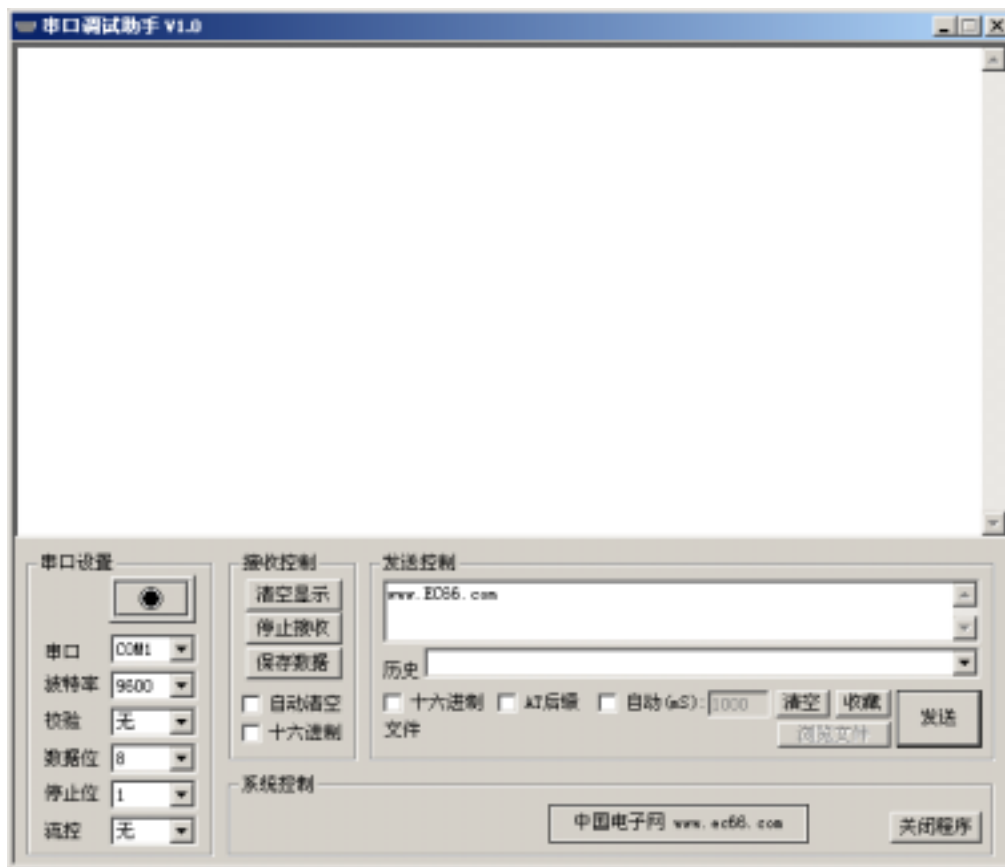 串口调试助手 V1.0
串口设置
串口 COM1
波特率 9600
校验 无
数据位 8
停止位 1
流控 无
接收控制
清空显示
停止接收
保存数据
自动清空
十六进制
发送控制
www.EC66.com
历史
十六进制 AT后缀 自动(mS): 1000 清空 收藏
文件 浏览文件
发送
系统控制
中国电子网 www.ec66.com
关闭程序